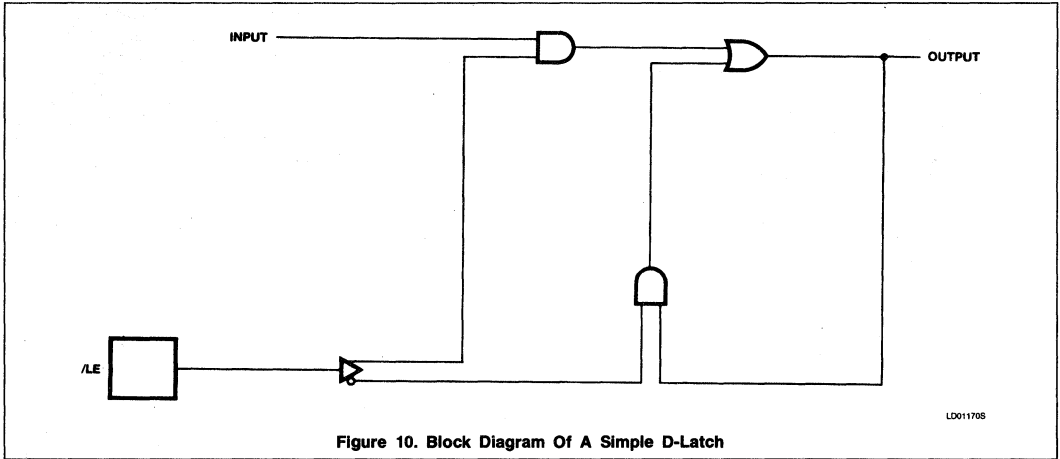 INPUT
OUTPUT
/LE
LD01170S
Figure 10. Block Diagram Of A Simple D-Latch